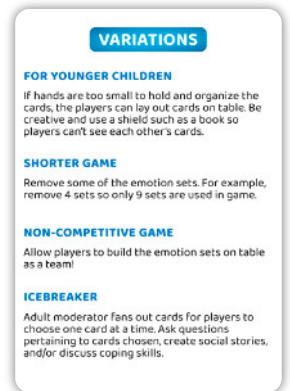 VARIATIONS
FOR YOUNGER CHILDREN
If hands are too small to hold and organize the
cards, the players can lay out cards on table. Be
creative and use a shield such as a book so
players can't see each other's cards.
SHORTER GAME
Remove some of the emotion sets. For example,
remove 4 sets so only 9 sets are used in game.
NON-COMPETITIVE GAME
Allow players to build the emotion sets on table
as a team!
ICEBREAKER
Adult moderator fans out cards for players to
choose one card at a time. Ask questions
pertaining to cards chosen, create social stories,
and/or discuss coping skills.